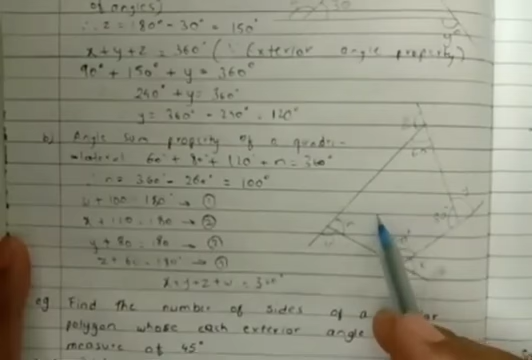 of angles)
∴ z = 180° - 30° = 150°
x + y + z = 360° (∵ (exterior angle property)
90° + 150° + y = 360°
240° + y = 360°
y = 360° - 240° = 120°
b) Angle sum property of a quadri-
-lateral 60° + 80° + 120° + n = 360°
∴ n = 360° - 260° = 100°
+ 100 = 180° → ①
x + 120 = 180 → ②
y + 80 = 180 → ③
z + 60 = 180° →
x + y + z + w = 360°
eg Find the number of sides of a
polygon whose each exterior angle
measure of 45°